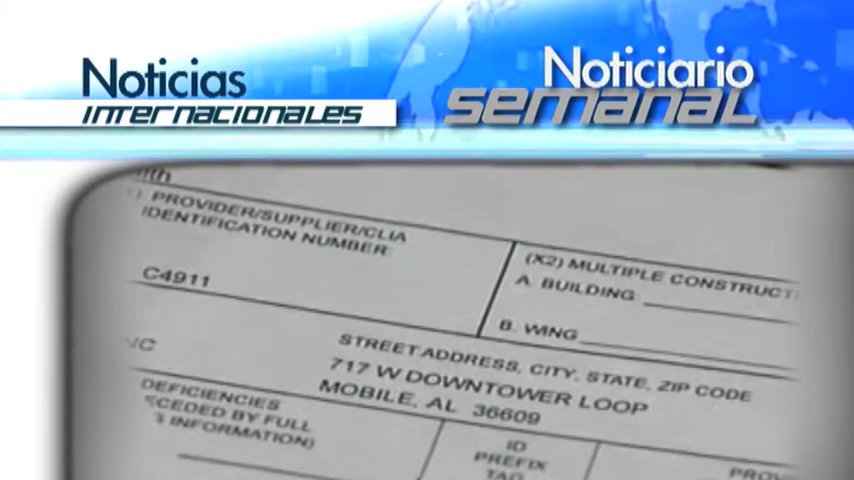 Noticias
internacionales
Noticiario
semanal
) PROVIDER/SUPPLIER/CLIA
IDENTIFICATION NUMBER
C4911
(X2) MULTIPLE CONSTRUCT
A. BUILDING
B. WING
STREET ADDRESS, CITY, STATE, ZIP CODE
717 W DOWNTOWER LOOP
MOBILE, AL 36609
DEFICIENCIES
ECEDED BY FULL
INFORMATION)
ID
PREFIX
TAG